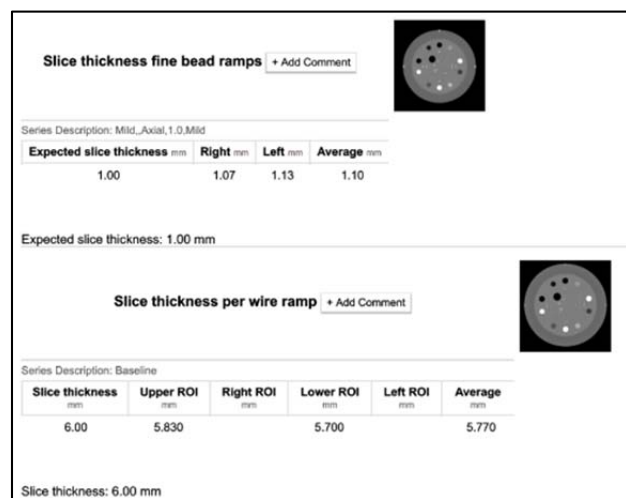 Slice thickness fine bead ramps + Add Comment
Series Description: Mild,,Axial,1.0,Mild
Expected slice thickness mm Right mm Left mm Average mm
1.00 1.07 1.13 1.10
Expected slice thickness: 1.00 mm
Slice thickness per wire ramp + Add Comment
Series Description: Baseline
Slice thickness Upper ROI Right ROI Lower ROI Left ROI Average
mm mm mm mm mm mm
6.00 5.830 5.700 5.770
Slice thickness: 6.00 mm